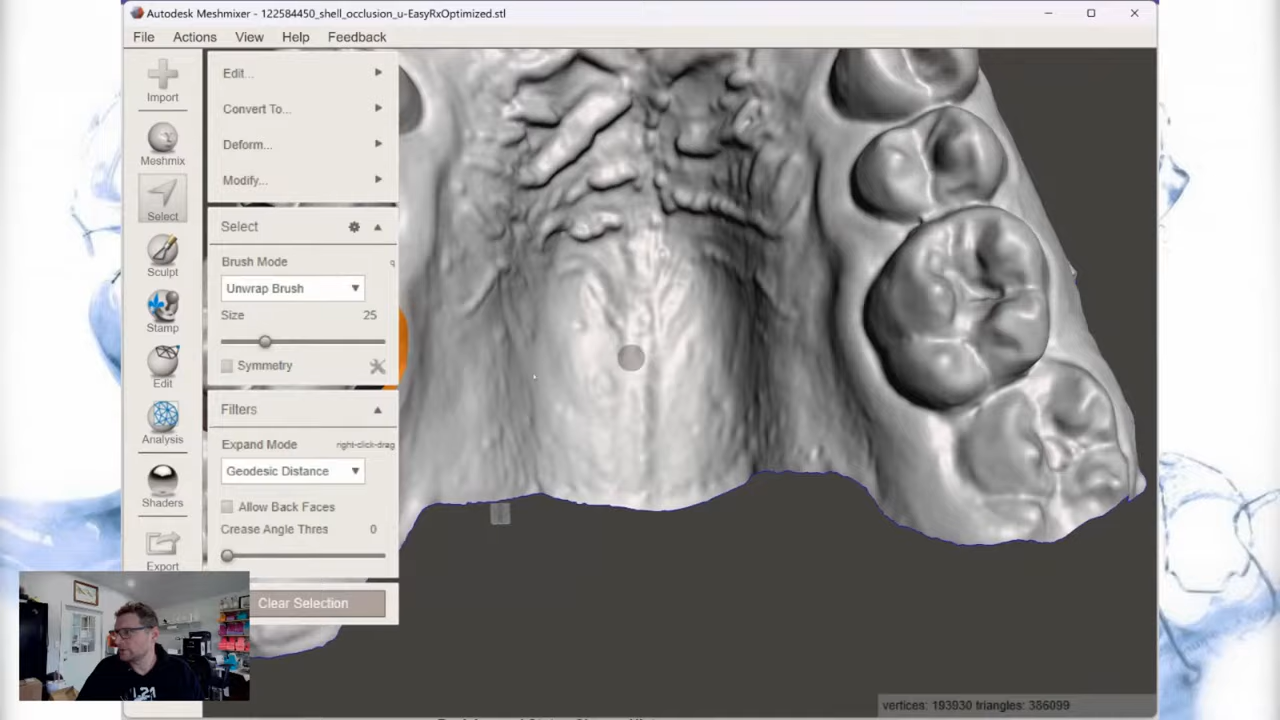 Autodesk Meshmixer - 122584450_shell_occlusion_u-EasyRxOptimized.stl
File Actions View Help Feedback
Import
Meshmix
Select
Sculpt
Stamp
Edit
Analysis
Shaders
Export
Edit...
Convert To...
Deform...
Modify...
Select
Brush Mode q
Unwrap Brush
Size 25
Symmetry
Filters
Expand Mode right-click-drag
Geodesic Distance
Allow Back Faces
Crease Angle Thres 0
Clear Selection
vertices: 193930 triangles: 386099